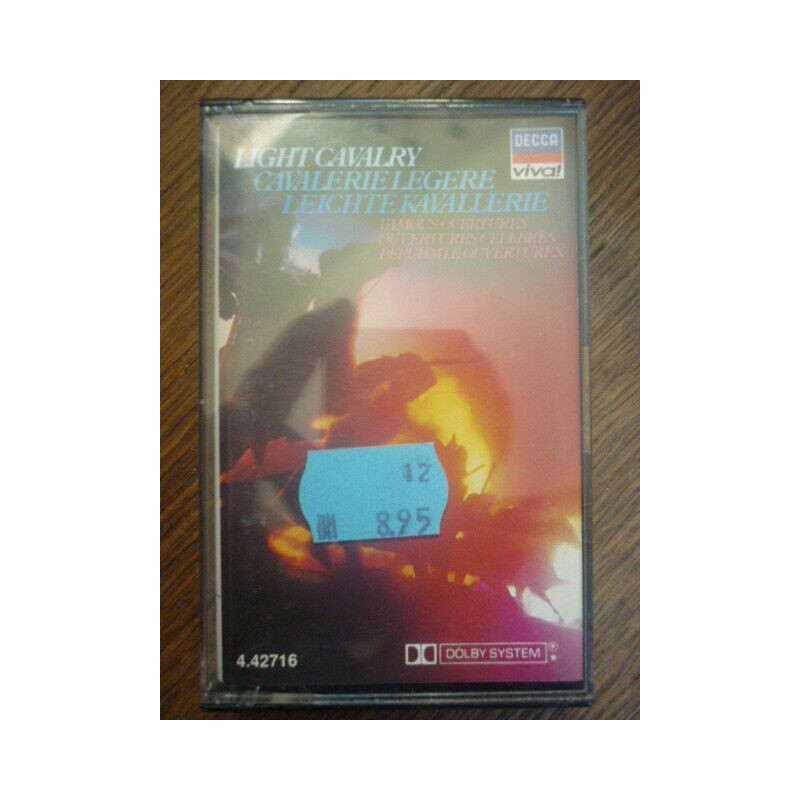 LIGHT CAVALRY
CAVALERIE LEGERE
LEICHTE KAVALLERIE
FAMOUS OVERTURES
OUVERTURES CELEBRES
BERÜHMTE OUVERTUREN
DECCA
viva!
12
DM 8.95
4.42716
DOLBY SYSTEM ®